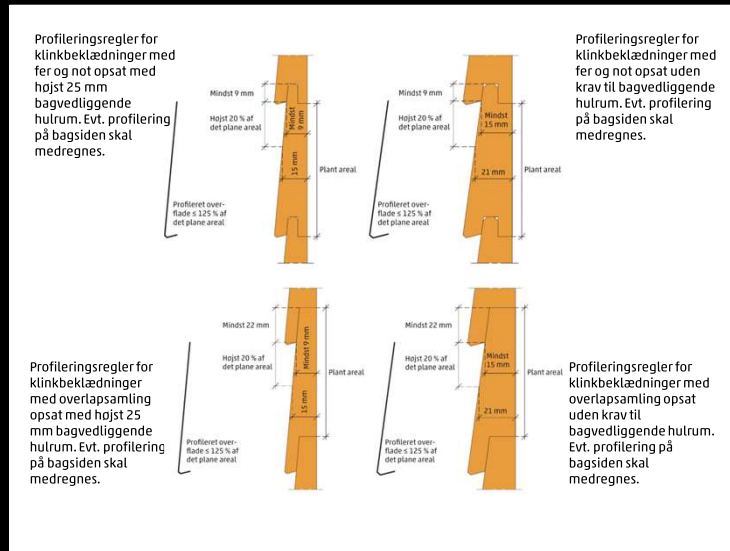 Profileringsregler for
klinkbeklædninger med
fer og not opsat med
højst 25 mm
bagvedliggende
hulrum. Evt. profilering
på bagsiden skal
medregnes.
Mindst 9 mm
Højst 20 % af
det plane areal
Mindst
9 mm
15 mm
Plant areal
Profileret over-
flade ≤ 125 % af
det plane areal
Mindst 9 mm
Højst 20 % af
det plane areal
Mindst
15 mm
21 mm
Plant areal
Profileret over-
flade ≤ 125 % af
det plane areal
Profileringsregler for
klinkbeklædninger med
fer og not opsat uden
krav til bagvedliggende
hulrum. Evt. profilering
på bagsiden skal
medregnes.
Profileringsregler for
klinkbeklædninger
med overlapsamling
opsat med højst 25
mm bagvedliggende
hulrum. Evt. profilering
på bagsiden skal
medregnes.
Mindst 22 mm
Højst 20 % af
det plane areal
Mindst 9 mm
15 mm
Plant areal
Profileret over-
flade ≤ 125 % af
det plane areal
Mindst 22 mm
Højst 20 % af
det plane areal
Mindst
15 mm
21 mm
Plant areal
Profileret over-
flade ≤ 125 % af
det plane areal
Profileringsregler for
klinkbeklædninger med
overlapsamling opsat
uden krav til
bagvedliggende hulrum.
Evt. profilering på
bagsiden skal
medregnes.